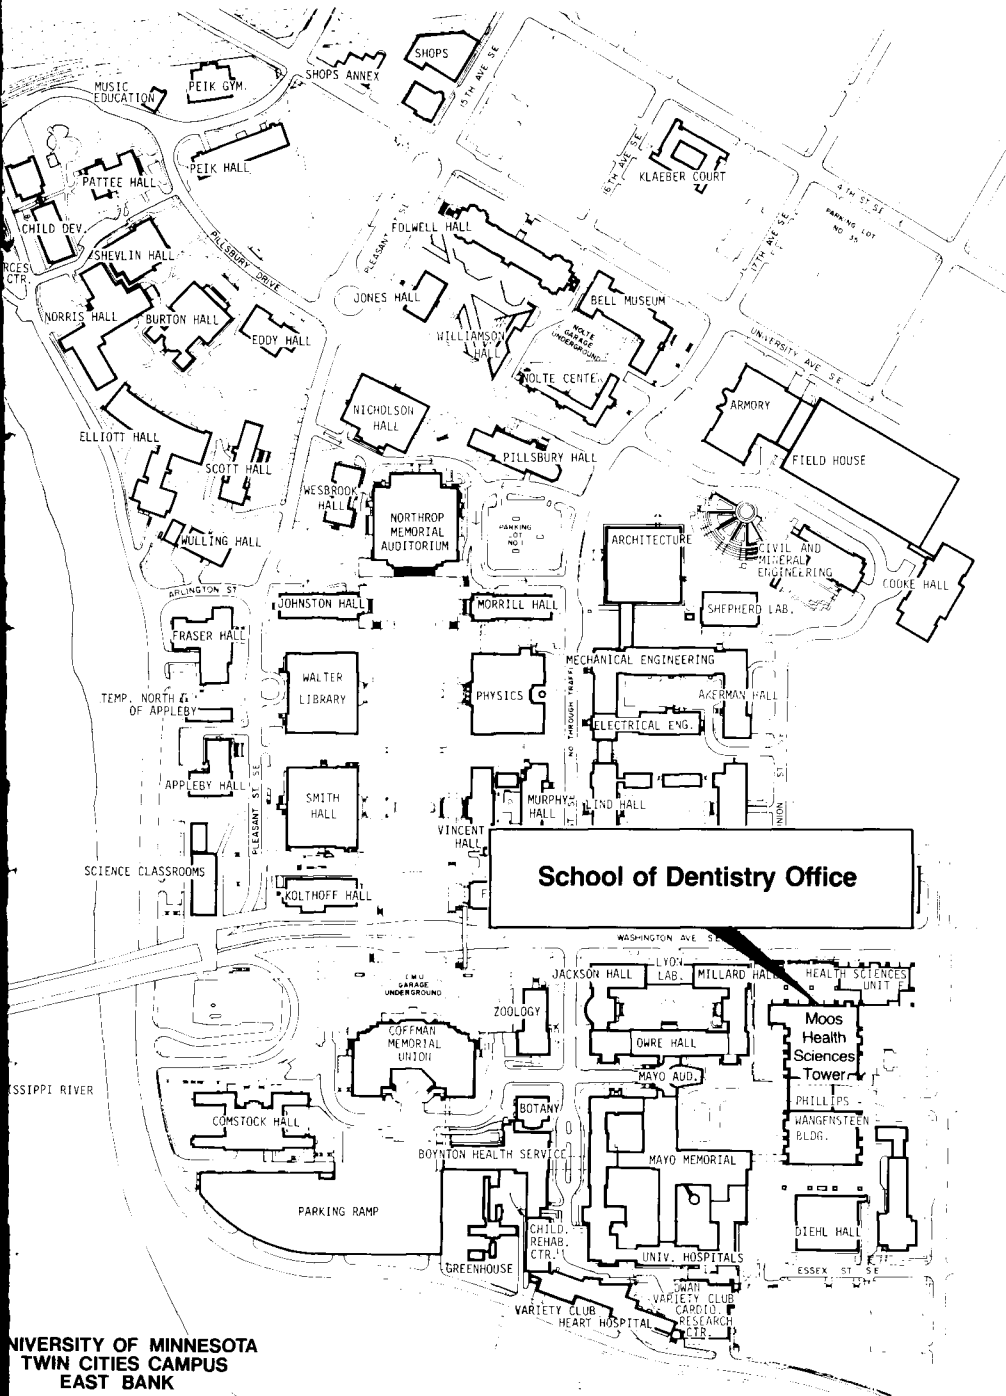 SHOPS
SHOPS ANNEX
15TH AVE SE
MUSIC
EDUCATION
PEIK GYM.
PEIK HALL
16TH AVE SE
KLAEBER COURT
4TH ST SE
PARKING LOT
NO 35
17TH AVE SE
PATTEE HALL
CHILD DEV.
SHEVLIN HALL
PILLSBURY DRIVE
PLEASANT
FOLWELL HALL
RCES
CTR.
NORRIS HALL
BURTON HALL
EDDY HALL
JONES HALL
WILLIAMSON
HALL
BELL MUSEUM
NOLTE
GARAGE
UNDERGROUND
NOLTE CENTE
UNIVERSITY AVE SE
ARMORY
FIELD HOUSE
NICHOLSON
HALL
PILLSBURY HALL
ELLIOTT HALL
SCOTT HALL
WESBROOK
HALL
WULLING HALL
NORTHROP
MEMORIAL
AUDITORIUM
PARKING
LOT
NO 1
ARCHITECTURE
CIVIL AND
MINERAL
ENGINEERING
COOKE HALL
ARLINGTON ST
JOHNSTON HALL
MORRILL HALL
SHEPHERD LAB.
FRASER HALL
MECHANICAL ENGINEERING
WALTER
LIBRARY
PHYSICS
AKERMAN HALL
TEMP. NORTH
OF APPLEBY
NO THROUGH TRAFFIC
ELECTRICAL ENG.
APPLEBY HALL
PLEASANT ST SE
SMITH
HALL
MURPHY
HALL
LIND HALL
UNION ST SE
VINCENT
HALL
SCIENCE CLASSROOMS
School of Dentistry Office
KOLTHOFF HALL
WASHINGTON AVE SE
JACKSON HALL
LYON
LAB.
MILLARD HALL
HEALTH SCIENCES
UNIT F
CMU
GARAGE
UNDERGROUND
ZOOLOGY
COFFMAN
MEMORIAL
UNION
OWRE HALL
Moos
Health
Sciences
Tower
MAYO AUD.
ISSIPPI RIVER
PHILLIPS
WANGENSTEEN
BLDG.
COMSTOCK HALL
BOTANY
BOYNTON HEALTH SERVICE
MAYO MEMORIAL
PARKING RAMP
CHILD.
REHAB.
CTR.
GREENHOUSE
UNIV. HOSPITALS
DIEHL HALL
ESSEX ST SE
VARIETY CLUB
HEART HOSPITAL
DWAN
VARIETY CLUB
CARDIO.
RESEARCH
CTR.
NIVERSITY OF MINNESOTA
TWIN CITIES CAMPUS
EAST BANK